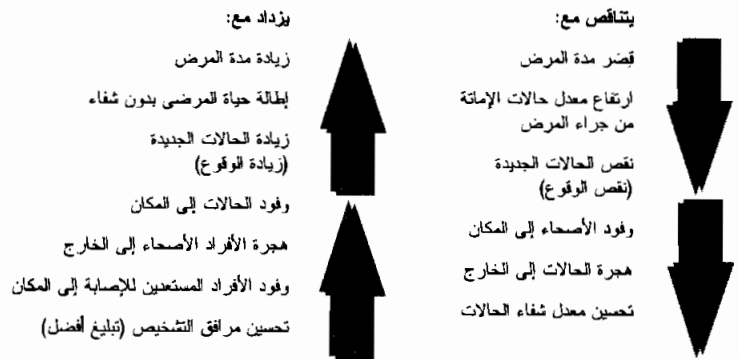 يتناقص مع:
قِصَر مدة المرض
ارتفاع معدل حالات الإماتة
من جراء المرض
نقص الحالات الجديدة
(نقص الوقوع)
وفود الأصحاء إلى المكان
هجرة الحالات إلى الخارج
تحسين معدل شفاء الحالات
يزداد مع:
زيادة مدة المرض
إطالة حياة المرضى بدون شفاء
زيادة الحالات الجديدة
(زيادة الوقوع)
وفود الحالات إلى المكان
هجرة الأفراد الأصحاء إلى الخارج
وفود الأفراد المستعدين للإصابة إلى المكان
تحسين مرافق التشخيص (تبليغ أفضل)